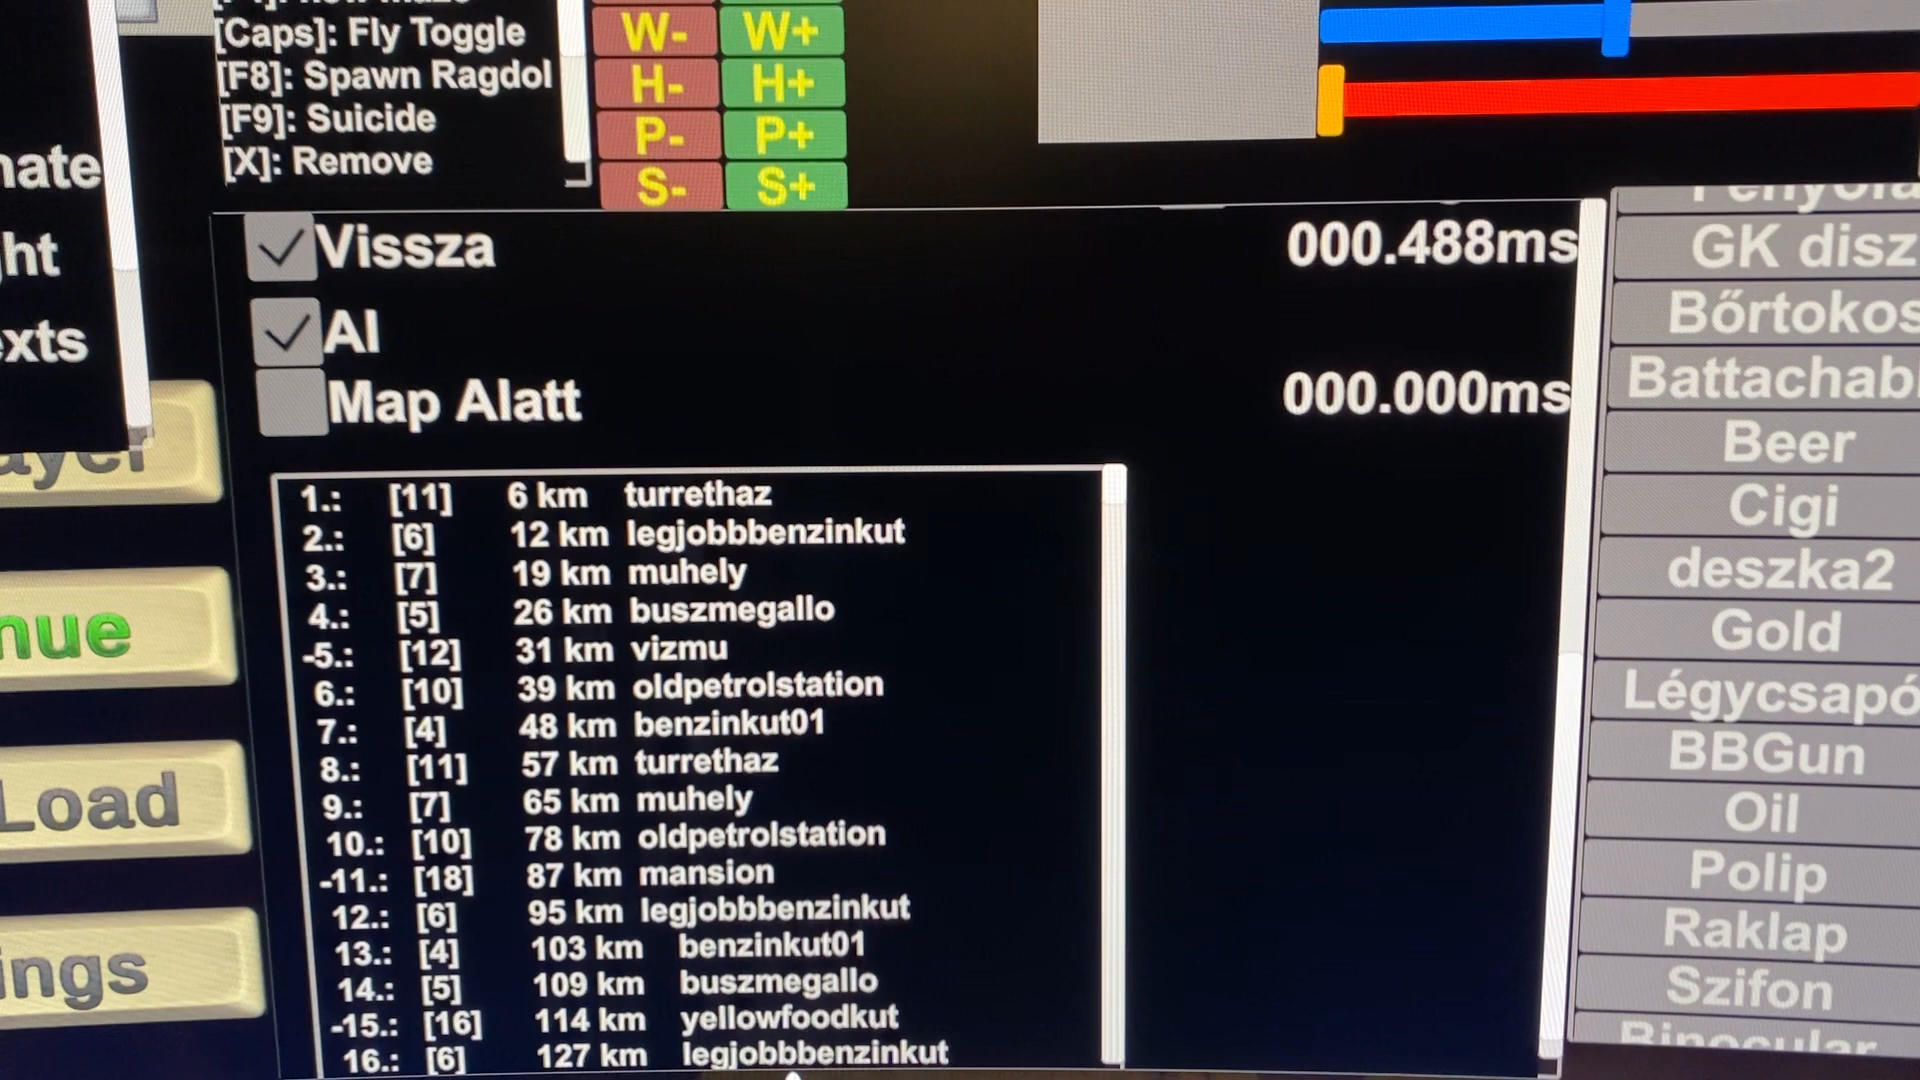 [Caps]: Fly Toggle
[F8]: Spawn Ragdol
[F9]: Suicide
[X]: Remove
W- W+
H- H+
P- P+
S- S+
Vissza 000.488ms
AI
Map Alatt 000.000ms
1.: [11] 6 km turrethaz
2.: [6] 12 km legjobbbenzinkut
3.: [7] 19 km muhely
4.: [5] 26 km buszmegallo
-5.: [12] 31 km vizmu
6.: [10] 39 km oldpetrolstation
7.: [4] 48 km benzinkut01
8.: [11] 57 km turrethaz
9.: [7] 65 km muhely
10.: [10] 78 km oldpetrolstation
-11.: [18] 87 km mansion
12.: [6] 95 km legjobbbenzinkut
13.: [4] 103 km benzinkut01
14.: [5] 109 km buszmegallo
-15.: [16] 114 km yellowfoodkut
16.: [6] 127 km legjobbbenzinkut
GK disz
Bőrtokos
Battachab
Beer
Cigi
deszka2
Gold
Légycsapó
BBGun
Oil
Polip
Raklap
Szifon
Binocular
nate
ht
exts
ayer
nue
Load
ings